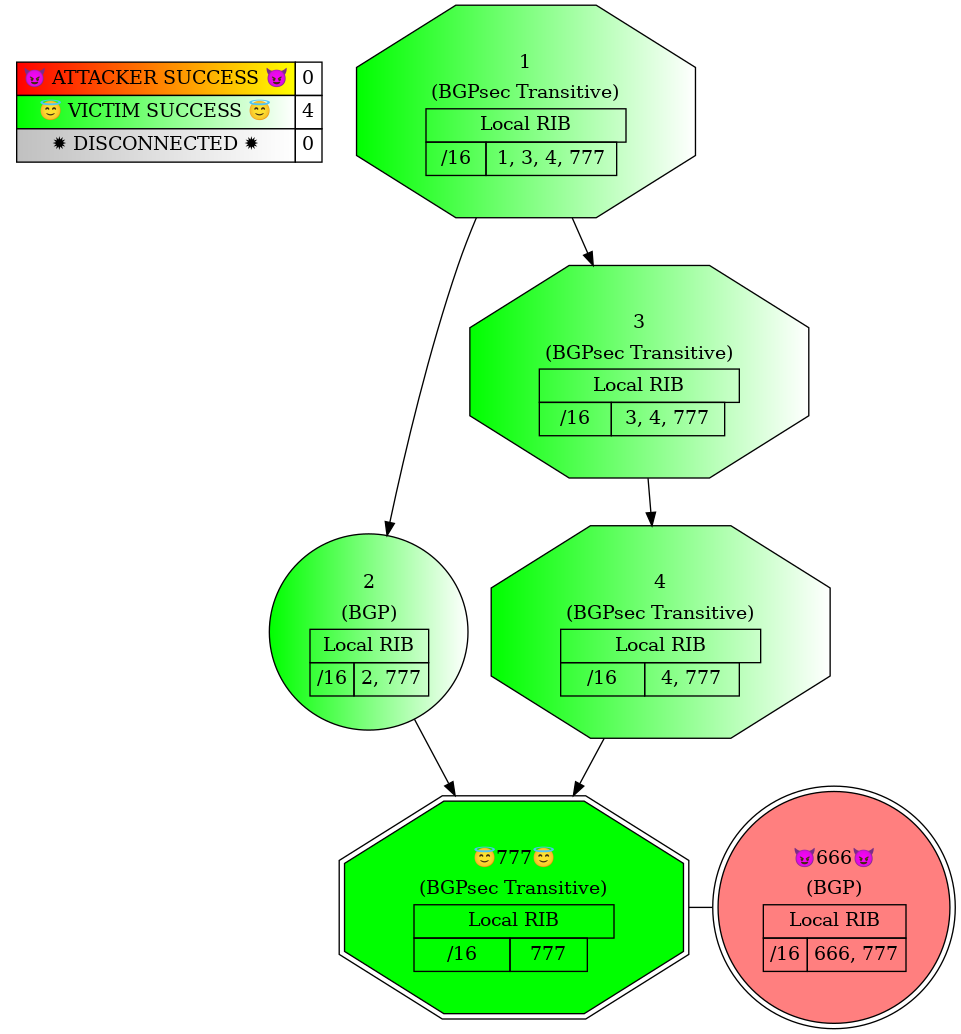 😈 ATTACKER SUCCESS 😈 0
😇 VICTIM SUCCESS 😇 4
✹ DISCONNECTED ✹ 0
1
(BGPsec Transitive)
Local RIB
/16 1, 3, 4, 777
3
(BGPsec Transitive)
Local RIB
/16 3, 4, 777
2
(BGP)
Local RIB
/16 2, 777
4
(BGPsec Transitive)
Local RIB
/16 4, 777
😇777😇
(BGPsec Transitive)
Local RIB
/16 777
😈666😈
(BGP)
Local RIB
/16 666, 777